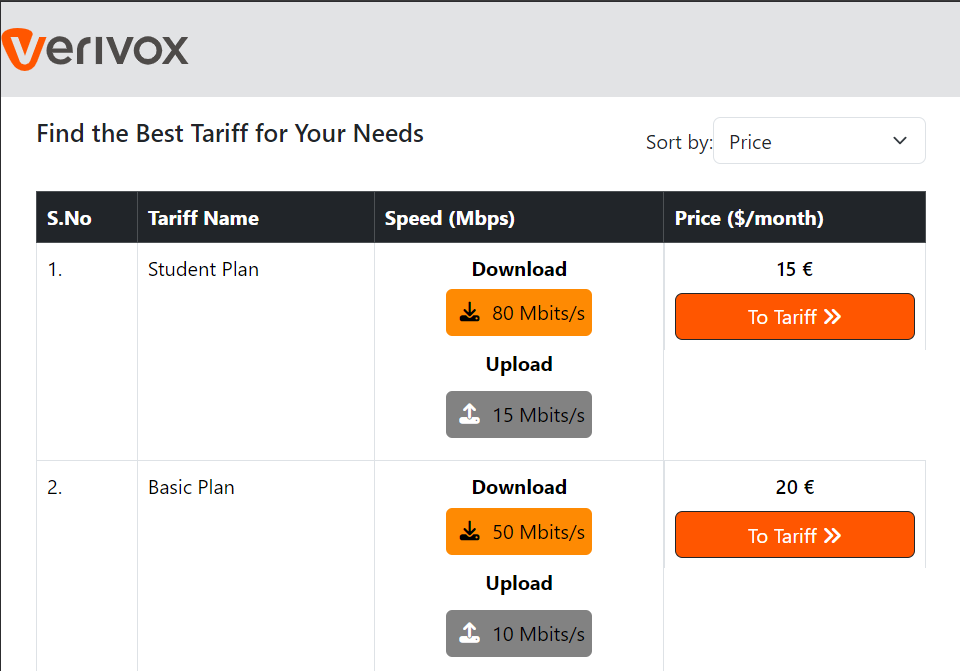 verivox
Find the Best Tariff for Your Needs
Sort by: Price
S.No Tariff Name Speed (Mbps) Price ($/month)
1. Student Plan Download 15 €
80 Mbits/s To Tariff
Upload
15 Mbits/s
2. Basic Plan Download 20 €
50 Mbits/s To Tariff
Upload
10 Mbits/s